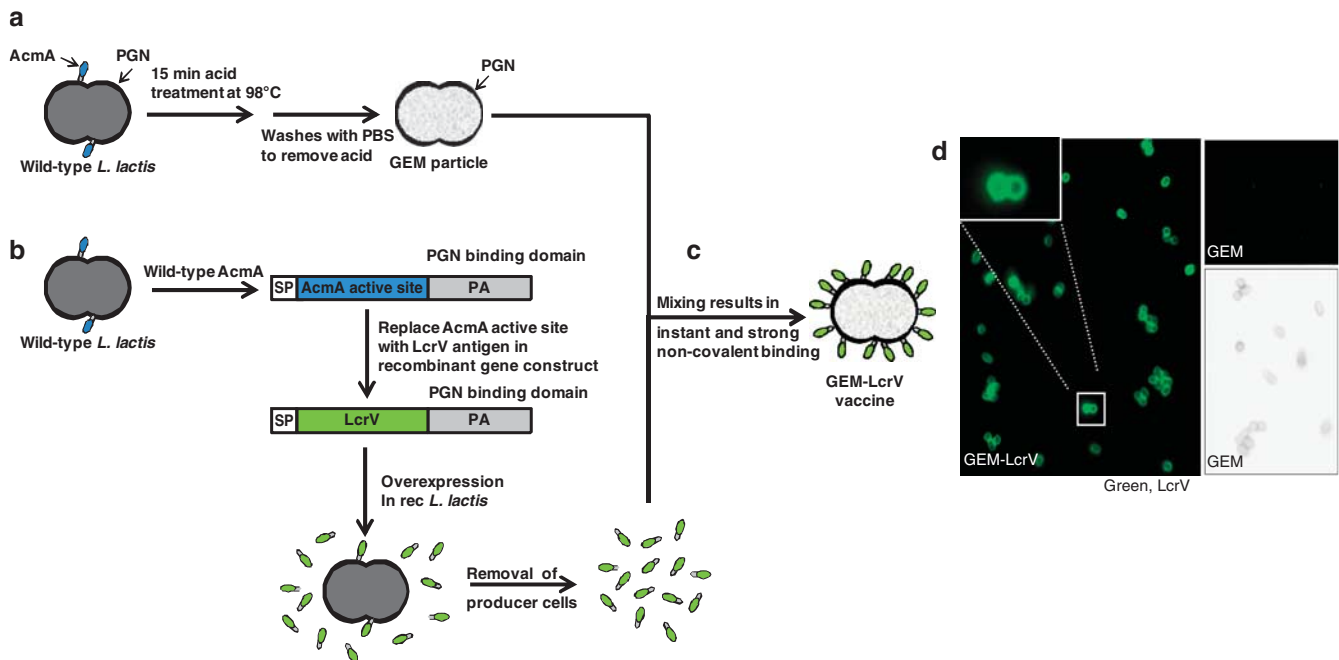 a
AcmA
PGN
15 min acid
treatment at 98°C
Washes with PBS
to remove acid
PGN
GEM particle
Wild-type L. lactis
b
Wild-type AcmA
Wild-type L. lactis
PGN binding domain
SP
AcmA active site
PA
Replace AcmA active site
with LcrV antigen in
recombinant gene construct
PGN binding domain
SP
LcrV
PA
Overexpression
In rec L. lactis
Removal of
producer cells
c
Mixing results in
instant and strong
non-covalent binding
GEM-LcrV
vaccine
d
GEM-LcrV
GEM
GEM
Green, LcrV